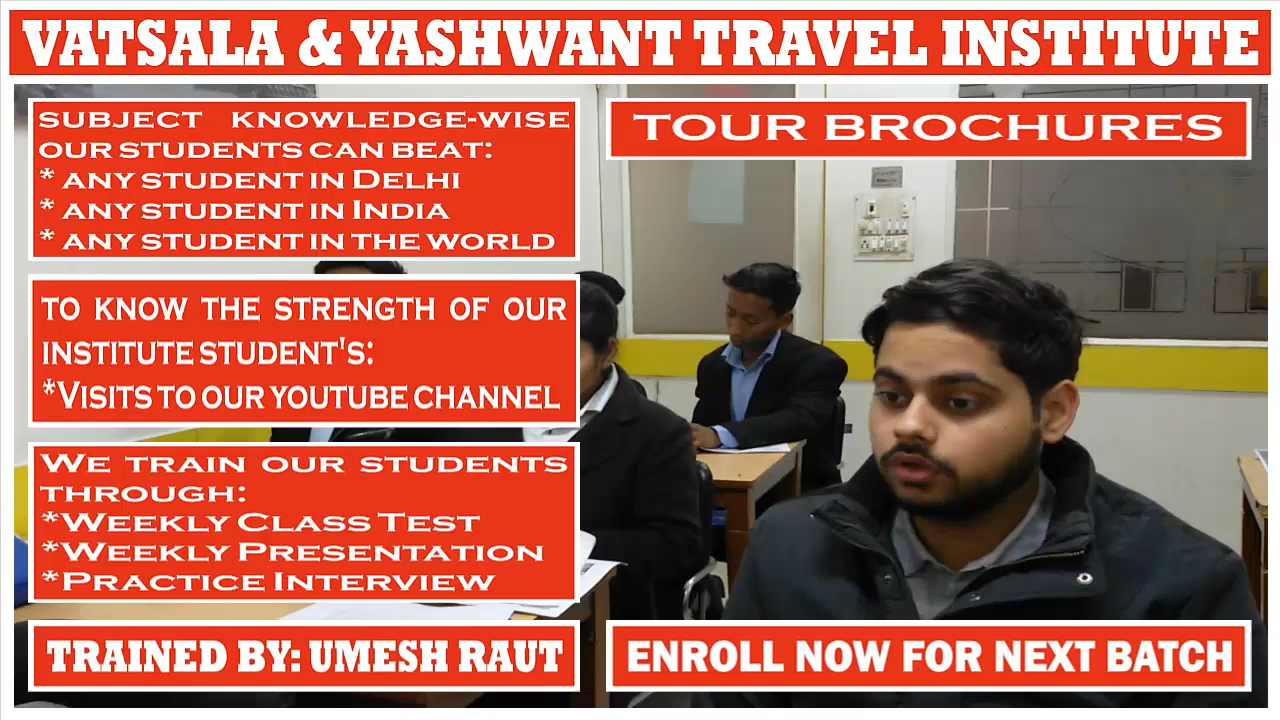 VATSALA & YASHWANT TRAVEL INSTITUTE
SUBJECT KNOWLEDGE-WISE
OUR STUDENTS CAN BEAT:
* ANY STUDENT IN DELHI
* ANY STUDENT IN INDIA
* ANY STUDENT IN THE WORLD
TOUR BROCHURES
TO KNOW THE STRENGTH OF OUR
INSTITUTE STUDENT'S:
*VISITS TO OUR YOUTUBE CHANNEL
WE TRAIN OUR STUDENTS
THROUGH:
*WEEKLY CLASS TEST
*WEEKLY PRESENTATION
*PRACTICE INTERVIEW
TRAINED BY: UMESH RAUT
ENROLL NOW FOR NEXT BATCH